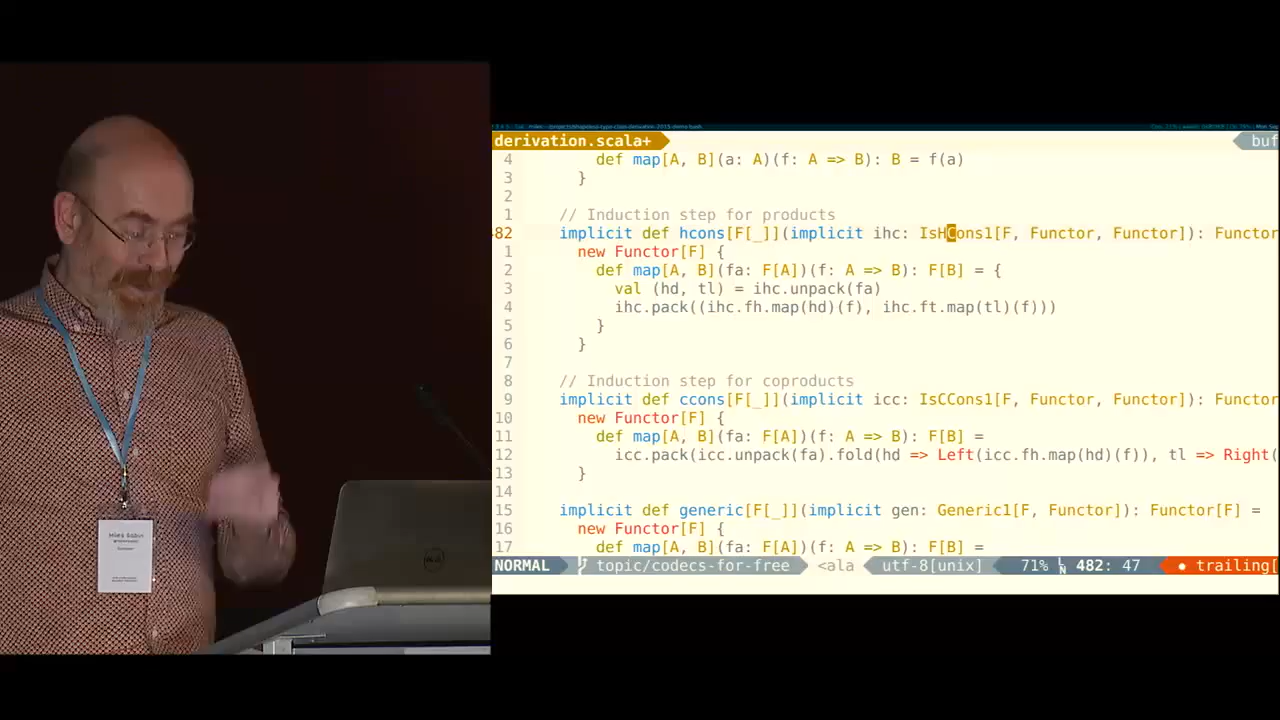 derivation.scala+
buf
4 def map[A, B](a: A)(f: A => B): B = f(a)
3 }
2
1 // Induction step for products
482 implicit def hcons[F[_]](implicit ihc: IsHCons1[F, Functor, Functor]): Functor
1 new Functor[F] {
2 def map[A, B](fa: F[A])(f: A => B): F[B] = {
3 val (hd, tl) = ihc.unpack(fa)
4 ihc.pack((ihc.fh.map(hd)(f), ihc.ft.map(tl)(f)))
5 }
6 }
7
8 // Induction step for coproducts
9 implicit def ccons[F[_]](implicit icc: IsCCons1[F, Functor, Functor]): Functor
10 new Functor[F] {
11 def map[A, B](fa: F[A])(f: A => B): F[B] =
12 icc.pack(icc.unpack(fa).fold(hd => Left(icc.fh.map(hd)(f)), tl => Right(
13 }
14
15 implicit def generic[F[_]](implicit gen: Generic1[F, Functor]): Functor[F] =
16 new Functor[F] {
17 def map[A, B](fa: F[A])(f: A => B): F[B] =
NORMAL topic/codecs-for-free <ala utf-8[unix] 71% LN 482: 47 • trailing[
Miles Sabin
DELL